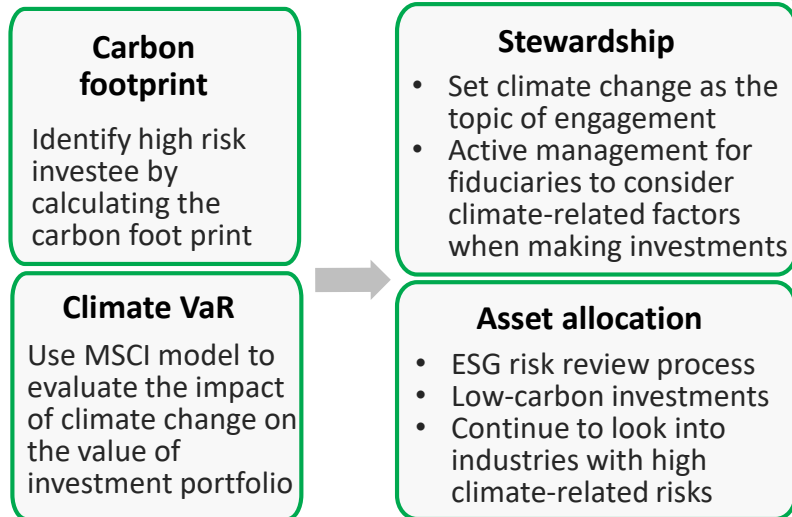 Carbon
footprint
Identify high risk
investee by
calculating the
carbon foot print
Climate VaR
Use MSCI model to
evaluate the impact
of climate change on
the value of
investment portfolio
Stewardship
• Set climate change as the
topic of engagement
• Active management for
fiduciaries to consider
climate-related factors
when making investments
Asset allocation
• ESG risk review process
• Low-carbon investments
• Continue to look into
industries with high
climate-related risks